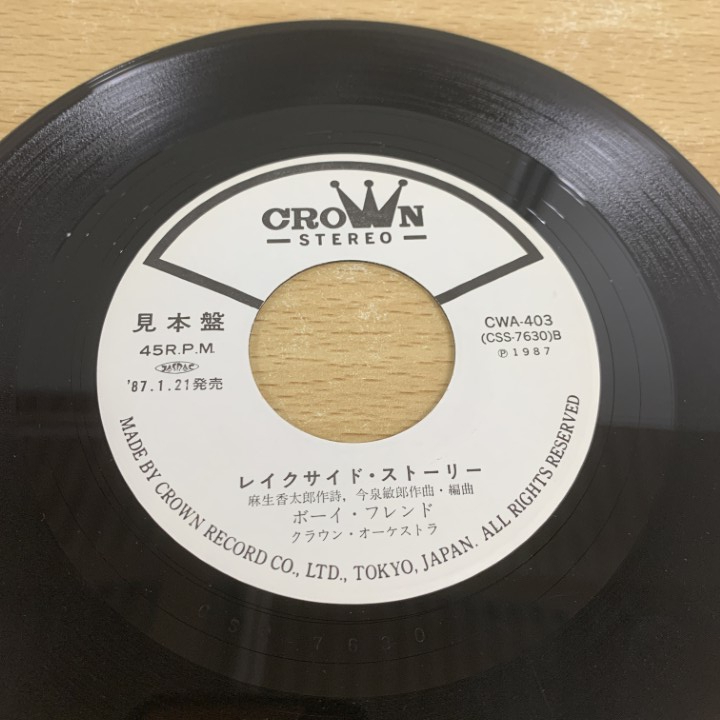 CROWN
STEREO
見本盤
45R.P.M.
'87.1.21発売
CWA-403
(CSS-7630)B
Ⓟ1987
レイクサイド・ストーリー
麻生香太郎作詩, 今泉敏郎作曲・編曲
ボーイ・フレンド
クラウン・オーケストラ
MADE BY CROWN RECORD CO., LTD., TOKYO, JAPAN. ALL RIGHTS RESERVED